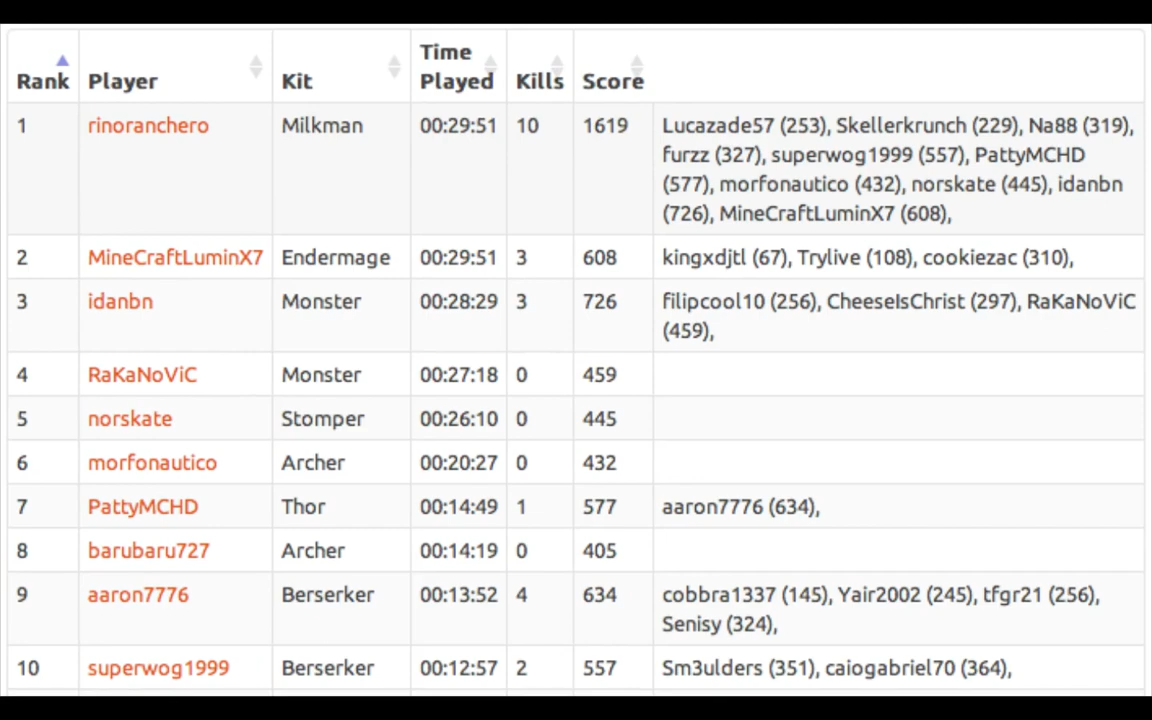 Rank Player Kit Time Played Kills Score
1 rinoranchero Milkman 00:29:51 10 1619 Lucazade57 (253), Skellerkrunch (229), Na88 (319),
furzz (327), superwog1999 (557), PattyMCHD
(577), morfonautico (432), norskate (445), idanbn
(726), MineCraftLuminX7 (608),
2 MineCraftLuminX7 Endermage 00:29:51 3 608 kingxdjtl (67), Trylive (108), cookiezac (310),
3 idanbn Monster 00:28:29 3 726 filipcool10 (256), CheeseIsChrist (297), RaKaNoViC
(459),
4 RaKaNoViC Monster 00:27:18 0 459
5 norskate Stomper 00:26:10 0 445
6 morfonautico Archer 00:20:27 0 432
7 PattyMCHD Thor 00:14:49 1 577 aaron7776 (634),
8 barubaru727 Archer 00:14:19 0 405
9 aaron7776 Berserker 00:13:52 4 634 cobbra1337 (145), Yair2002 (245), tfgr21 (256),
Senisy (324),
10 superwog1999 Berserker 00:12:57 2 557 Sm3ulders (351), caiogabriel70 (364),